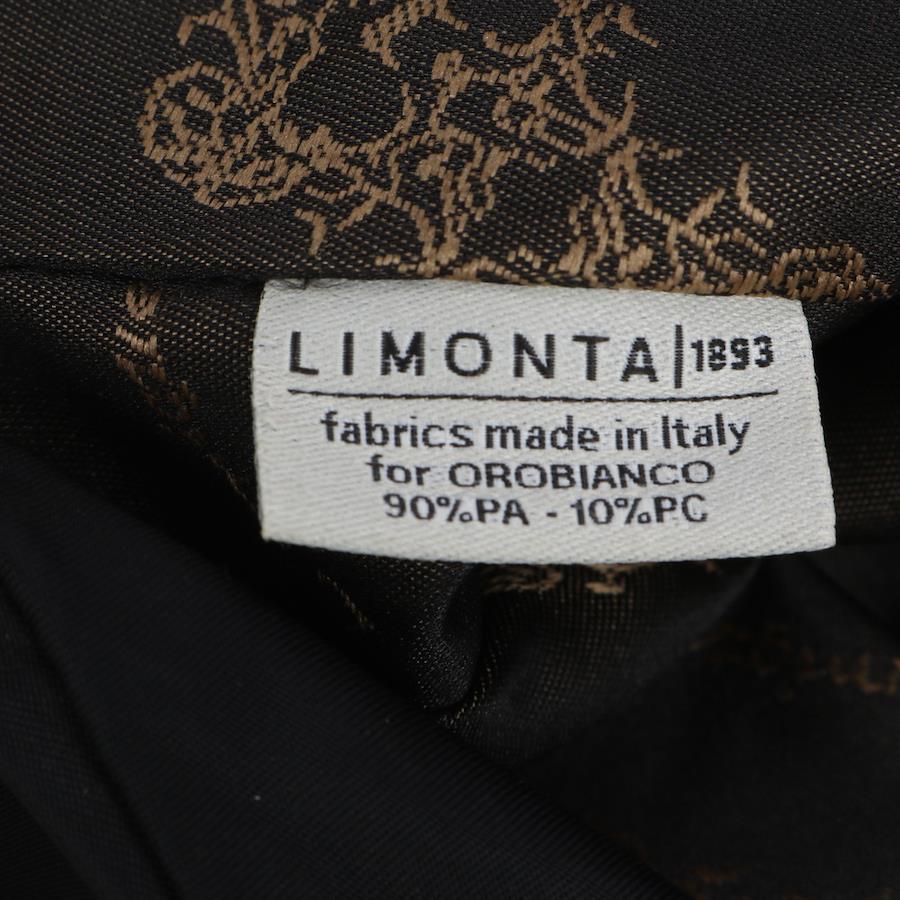 LIMONTA|1893
fabrics made in Italy
for OROBIANCO
90%PA - 10%PC